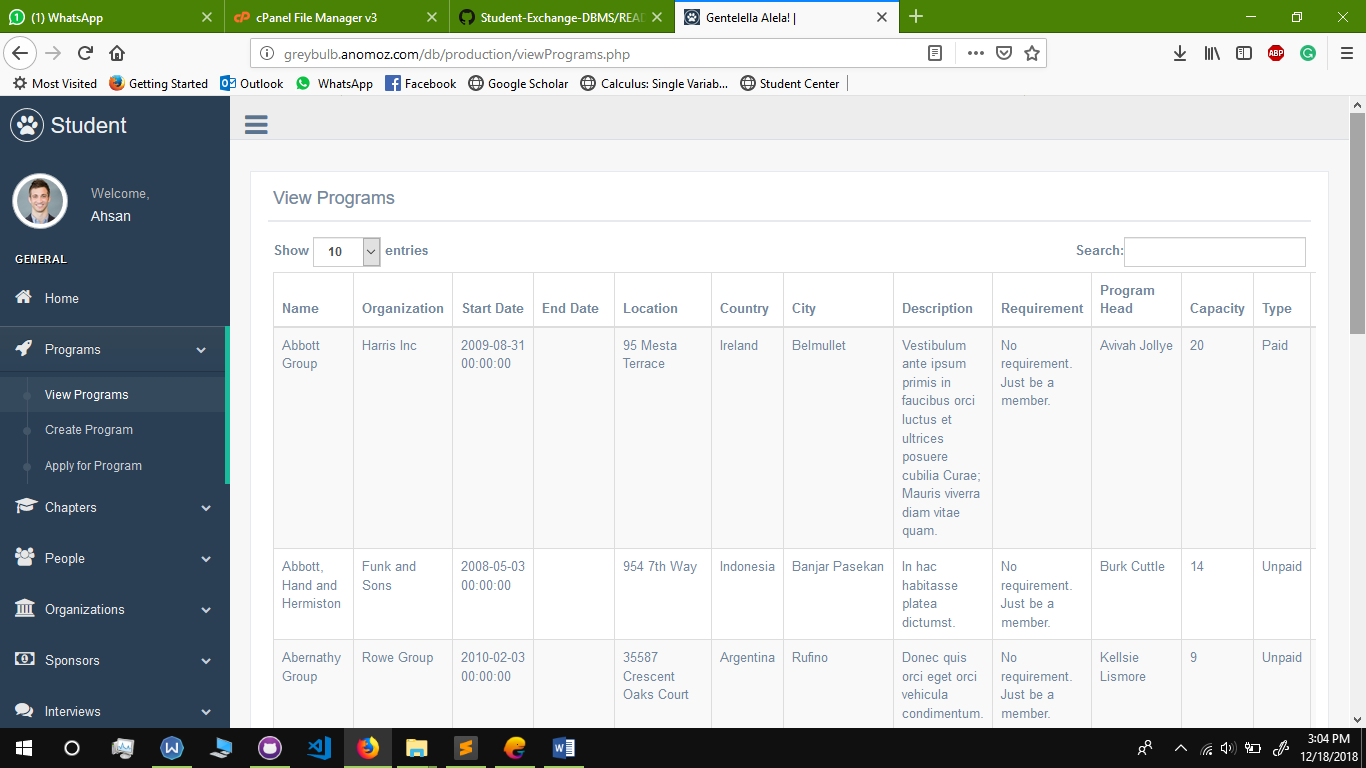 (1) WhatsApp
cPanel File Manager v3
Student-Exchange-DBMS/REA
Gentelella Alela! |
greybulb.anomoz.com/db/production/viewPrograms.php
Most Visited
Getting Started
Outlook
WhatsApp
Facebook
Google Scholar
Calculus: Single Variab...
Student Center
Student
Welcome,
Ahsan
GENERAL
Home
Programs
View Programs
Create Program
Apply for Program
Chapters
People
Organizations
Sponsors
Interviews
View Programs
Show 10 entries
Search:
Name
Organization
Start Date
End Date
Location
Country
City
Description
Requirement
Program
Head
Capacity
Type
Abbott
Group
Harris Inc
2009-08-31
00:00:00
95 Mesta
Terrace
Ireland
Belmullet
Vestibulum
ante ipsum
primis in
faucibus orci
luctus et
ultrices
posuere
cubilia Curae;
Mauris viverra
diam vitae
quam.
No
requirement.
Just be a
member.
Avivah Jollye
20
Paid
Abbott,
Hand and
Hermiston
Funk and
Sons
2008-05-03
00:00:00
954 7th Way
Indonesia
Banjar Pasekan
In hac
habitasse
platea
dictumst.
No
requirement.
Just be a
member.
Burk Cuttle
14
Unpaid
Abernathy
Group
Rowe Group
2010-02-03
00:00:00
35587
Crescent
Oaks Court
Argentina
Rufino
Donec quis
orci eget orci
vehicula
condimentum.
No
requirement.
Just be a
member.
Kellsie
Lismore
9
Unpaid
3:04 PM
12/18/2018